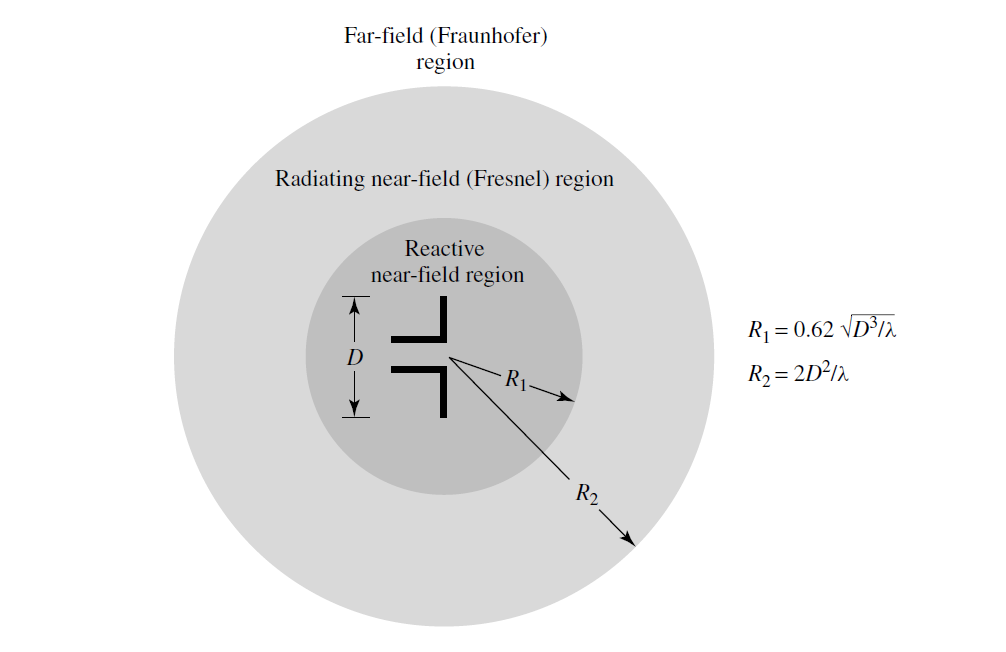 Far-field (Fraunhofer)
region
Radiating near-field (Fresnel) region
Reactive
near-field region
D
R₁
R₂
R₁ = 0.62 √D³/λ
R₂ = 2D²/λ